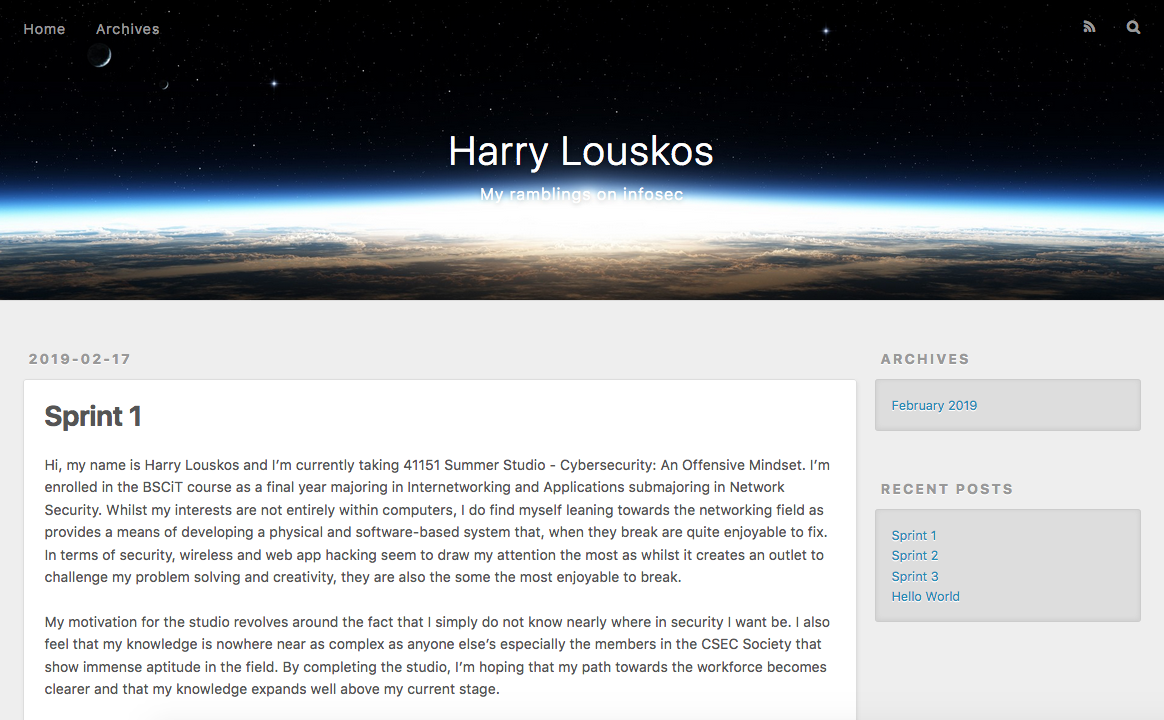 Home Archives
Harry Louskos
My ramblings on infosec
2019-02-17
Sprint 1
Hi, my name is Harry Louskos and I’m currently taking 41151 Summer Studio - Cybersecurity: An Offensive Mindset. I’m
enrolled in the BSCiT course as a final year majoring in Internetworking and Applications submajoring in Network
Security. Whilst my interests are not entirely within computers, I do find myself leaning towards the networking field as
provides a means of developing a physical and software-based system that, when they break are quite enjoyable to fix.
In terms of security, wireless and web app hacking seem to draw my attention the most as whilst it creates an outlet to
challenge my problem solving and creativity, they are also the some the most enjoyable to break.
My motivation for the studio revolves around the fact that I simply do not know nearly where in security I want be. I also
feel that my knowledge is nowhere near as complex as anyone else’s especially the members in the CSEC Society that
show immense aptitude in the field. By completing the studio, I’m hoping that my path towards the workforce becomes
clearer and that my knowledge expands well above my current stage.
ARCHIVES
February 2019
RECENT POSTS
Sprint 1
Sprint 2
Sprint 3
Hello World